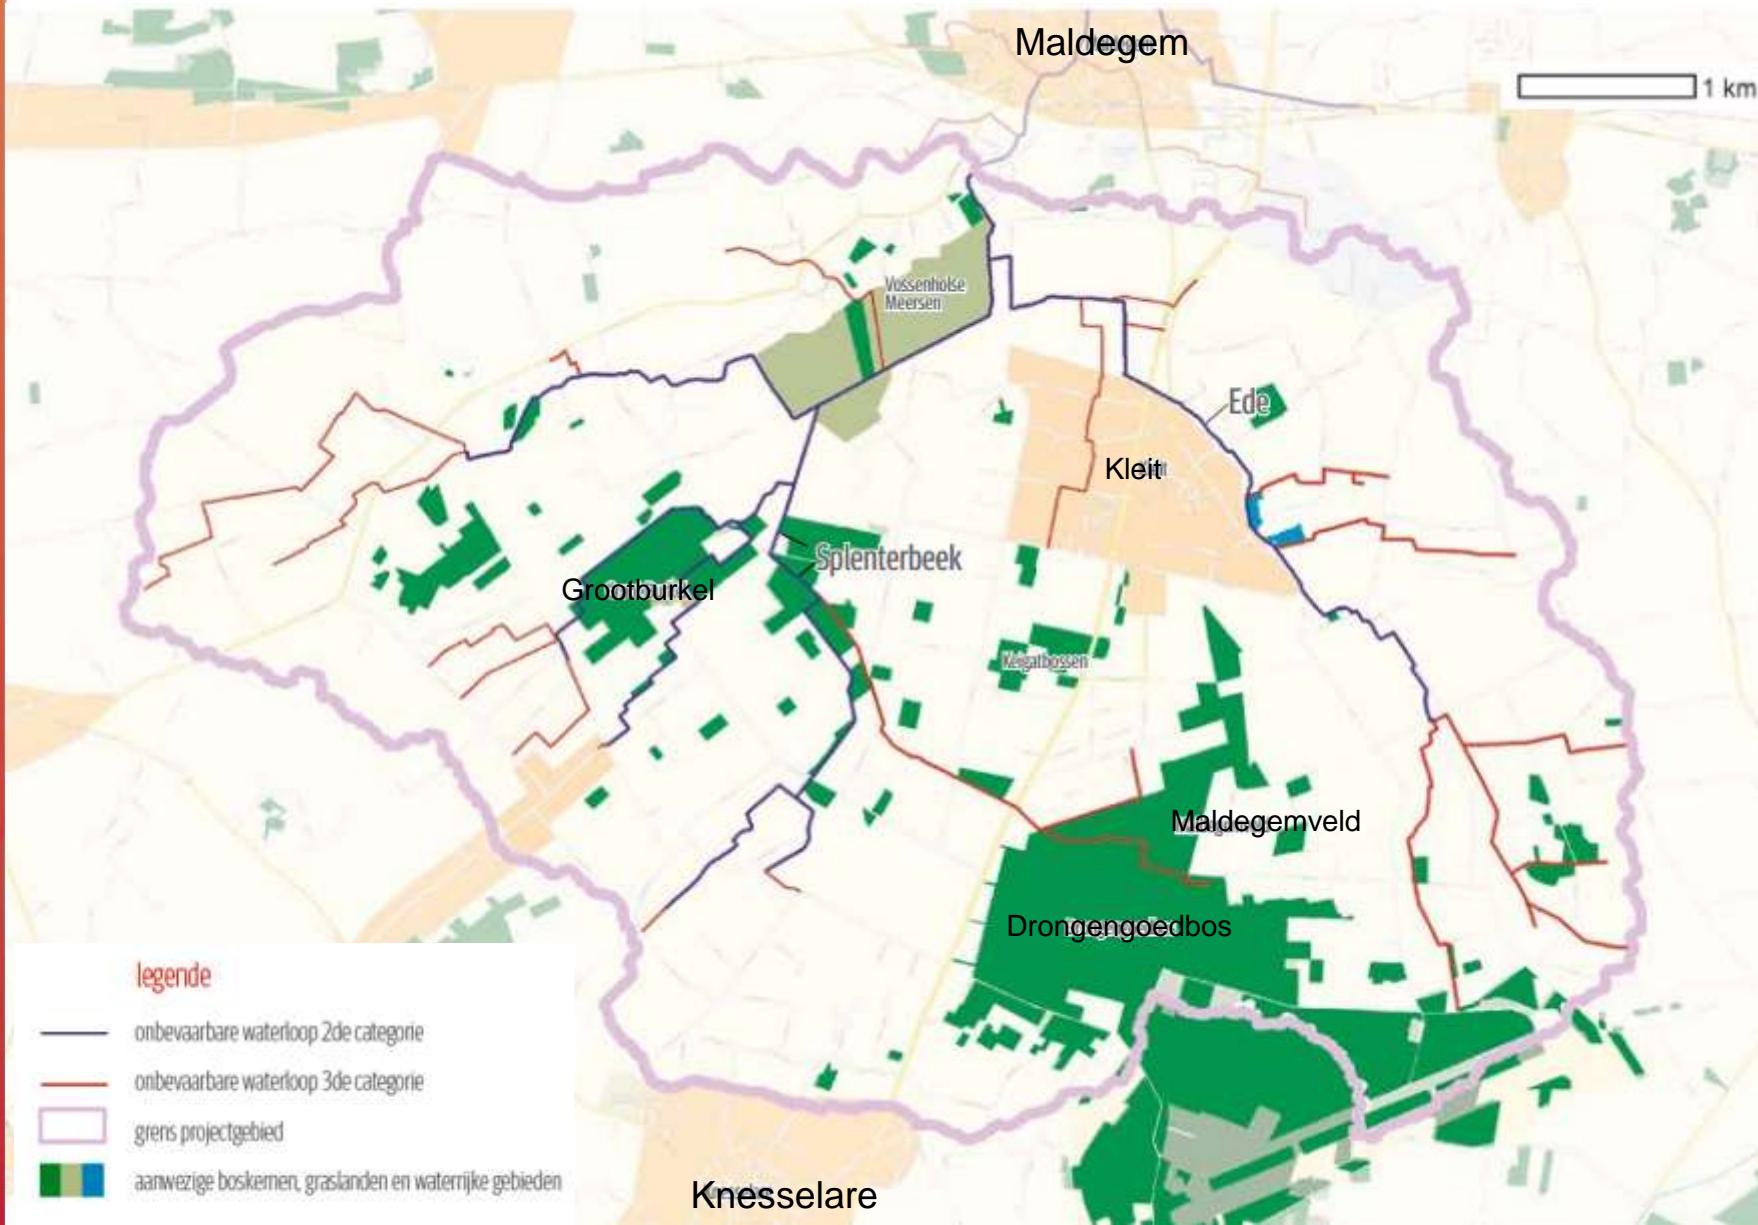 Maldegem
1 km
Vossenholse
Meersen
Ede
Kleit
Splenterbeek
Grootburkel
Keigatbossen
Maldegemveld
Drongengoedbos
legende
onbevaarbare waterloop 2de categorie
onbevaarbare waterloop 3de categorie
grens projectgebied
aanwezige boskernen, graslanden en waterrijke gebieden
Knesselare